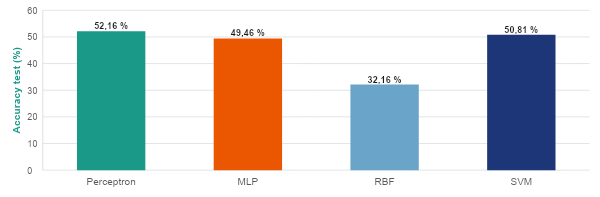 Accuracy test (%)
60
50
40
30
20
10
0
52,16 %
49,46 %
32,16 %
50,81 %
Perceptron
MLP
RBF
SVM